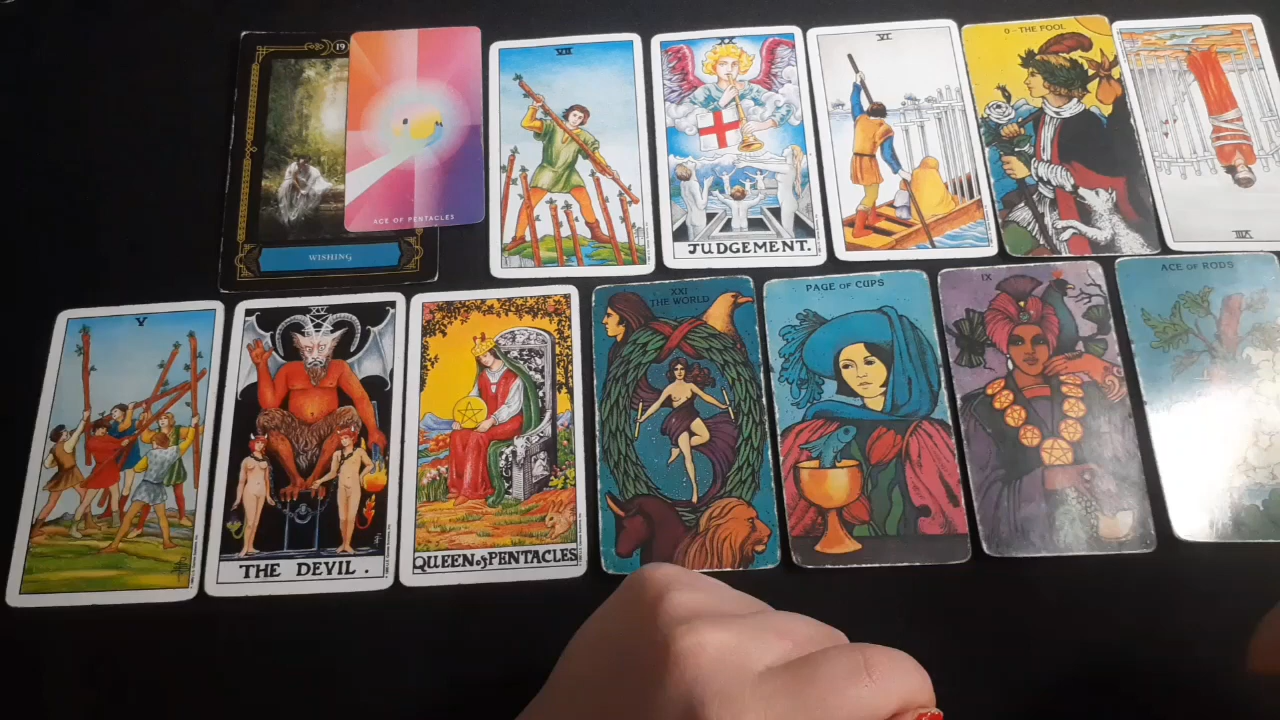 19
WISHING
ACE OF PENTACLES
VII
XX
JUDGEMENT.
VI
0 - THE FOOL
VIII
V
XV
THE DEVIL.
QUEEN of PENTACLES
XXI
THE WORLD
PAGE OF CUPS
IX
ACE OF RODS